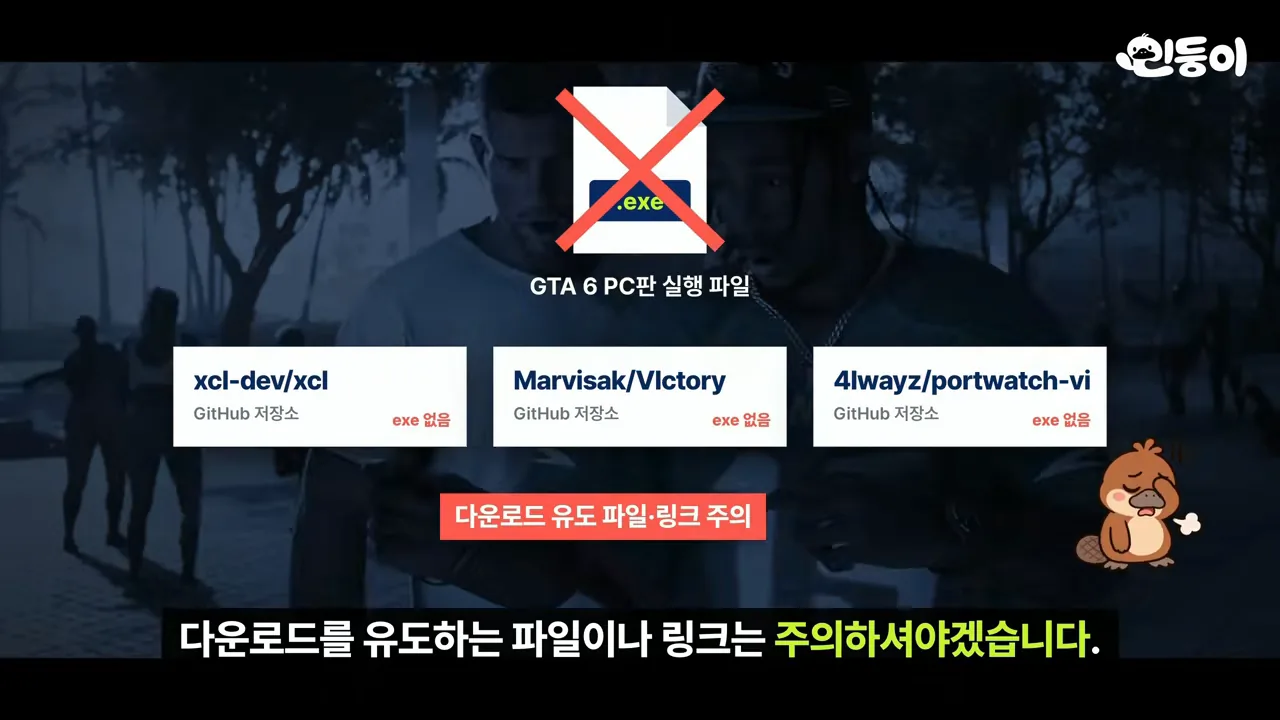 인둥이
.exe
GTA 6 PC판 실행 파일
xcl-dev/xcl
GitHub 저장소
exe 없음
Marvisak/VIctory
GitHub 저장소
exe 없음
4lwayz/portwatch-vi
GitHub 저장소
exe 없음
다운로드 유도 파일·링크 주의
다운로드를 유도하는 파일이나 링크는 주의하셔야겠습니다.